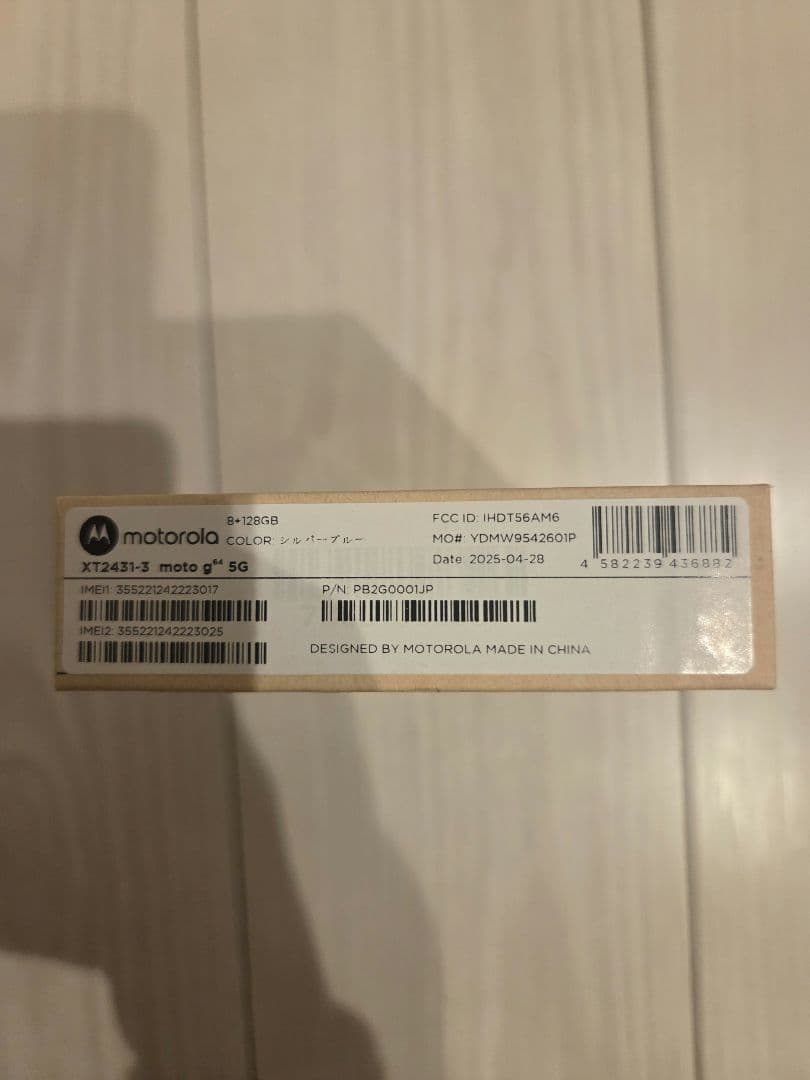 motorola
8+128GB
COLOR: シルバーブルー
XT2431-3 moto g64 5G
FCC ID: IHDT56AM6
MO#: YDMW9542601P
Date: 2025-04-28
4 582239 436882
IMEI1: 355221242223017
P/N: PB2G0001JP
IMEI2: 355221242223025
DESIGNED BY MOTOROLA MADE IN CHINA